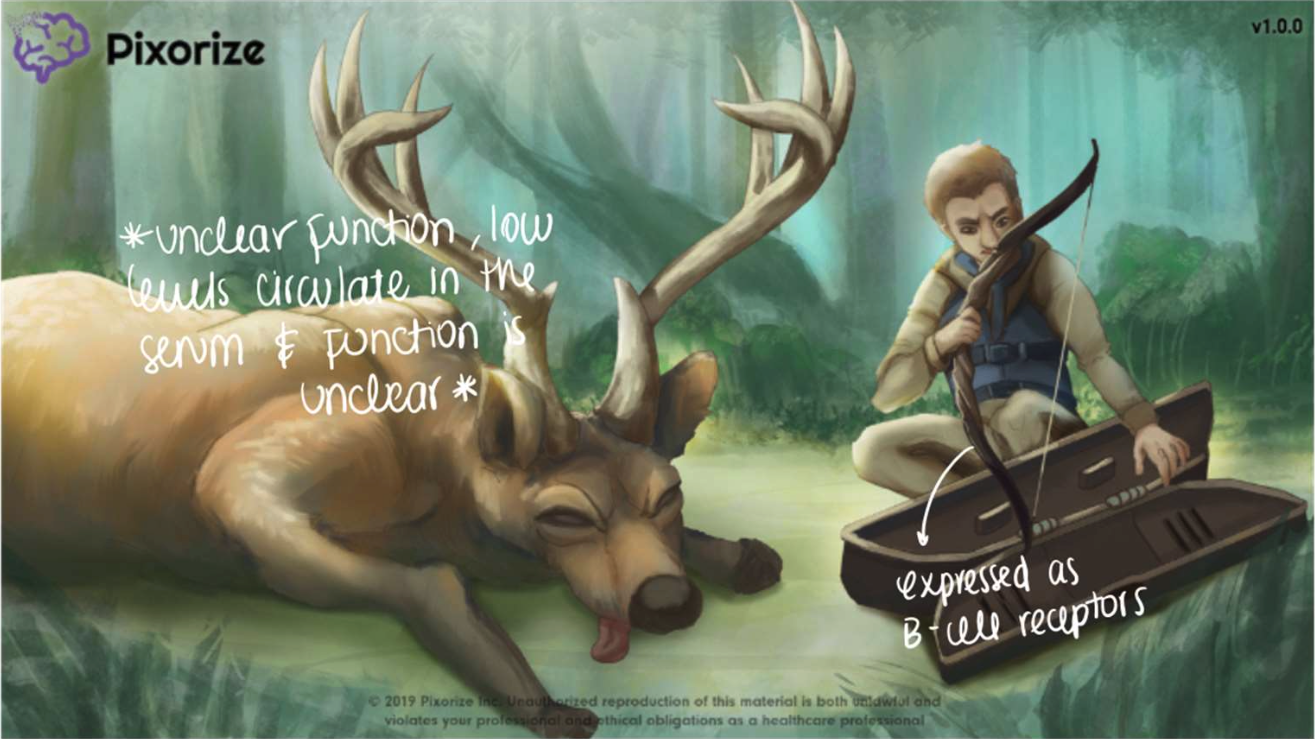 Pixorize
v1.0.0
*unclear function, low
levels circulate in the
serum & function is
unclear*
expressed as
B-cell receptors
© 2019 Pixorize Inc. Unauthorized reproduction of this material is both unlawful and
violates your professional and ethical obligations as a healthcare professional